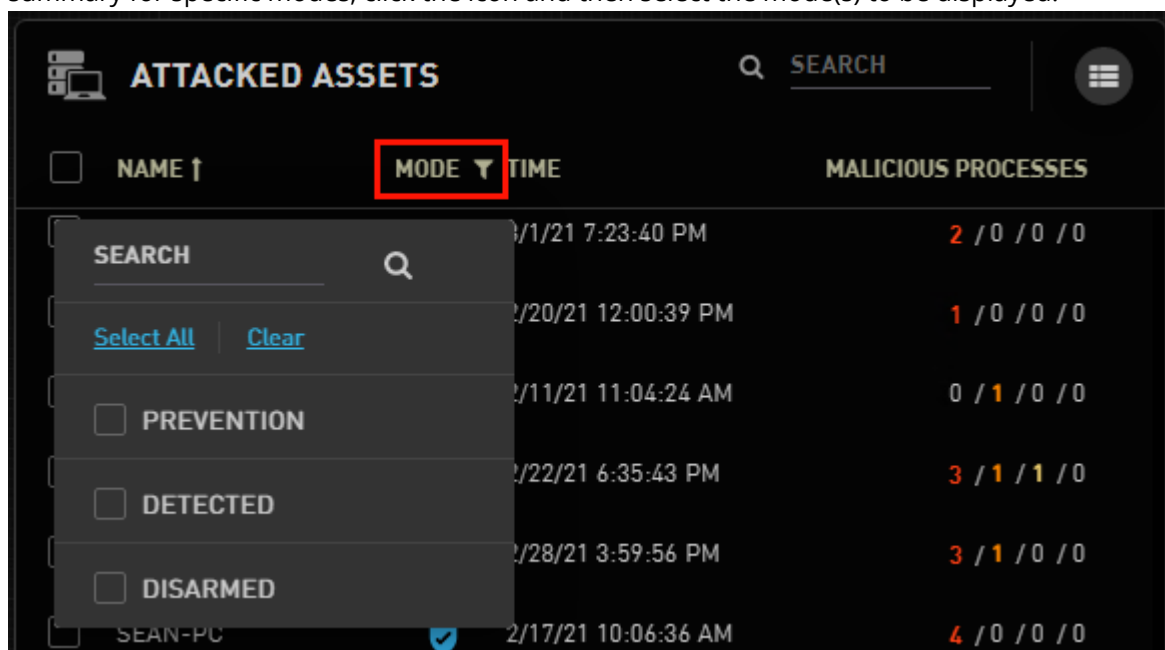 summary for specific modes, click the icon and then select the mode(s) to be displayed.
ATTACKED ASSETS
SEARCH
NAME MODE TIME MALICIOUS PROCESSES
/1/21 7:23:40 PM 2 / 0 / 0 / 0
SEARCH
/20/21 12:00:39 PM 1 / 0 / 0 / 0
Select All Clear
/11/21 11:04:24 AM 0 / 1 / 0 / 0
PREVENTION
/22/21 6:35:43 PM 3 / 1 / 1 / 0
DETECTED
/28/21 3:59:56 PM 3 / 1 / 0 / 0
DISARMED
SEAN-PC 2/17/21 10:06:36 AM 4 / 0 / 0 / 0